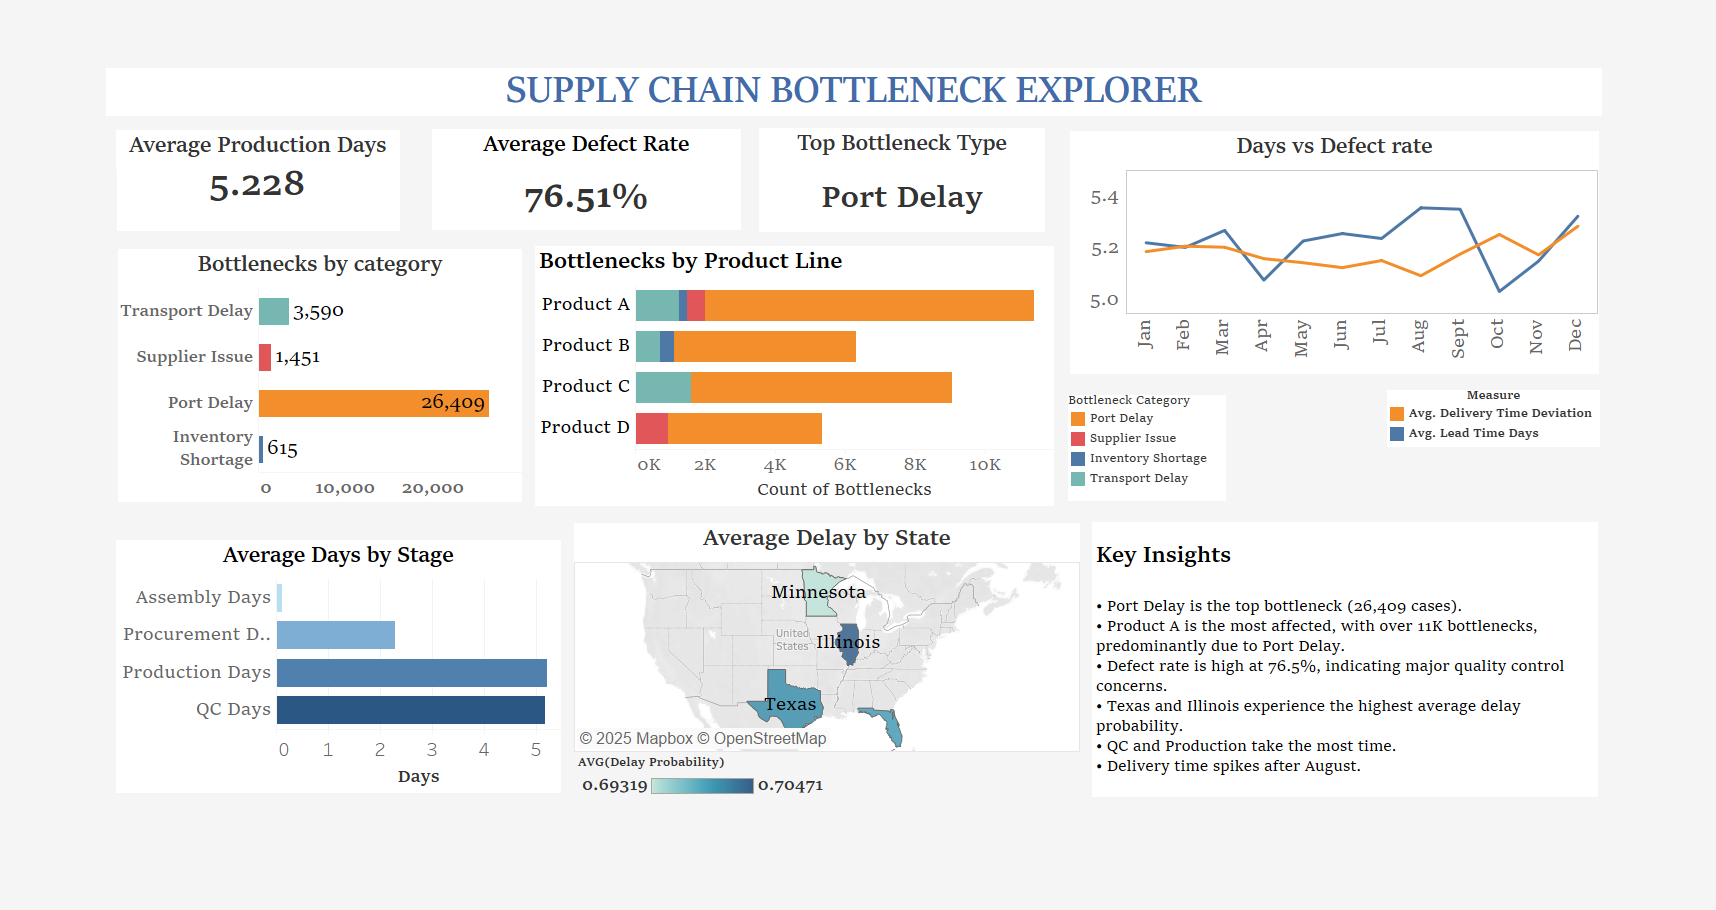 SUPPLY CHAIN BOTTLENECK EXPLORER
Average Production Days
5.228
Average Defect Rate
76.51%
Top Bottleneck Type
Port Delay
Days vs Defect rate
5.4
5.2
5.0
Jan
Feb
Mar
Apr
May
Jun
Jul
Aug
Sept
Oct
Nov
Dec
Bottlenecks by category
Transport Delay
3,590
Supplier Issue
1,451
Port Delay
26,409
Inventory
Shortage
615
0
10,000
20,000
Bottlenecks by Product Line
Product A
Product B
Product C
Product D
0K
2K
4K
6K
8K
10K
Count of Bottlenecks
Bottleneck Category
Port Delay
Supplier Issue
Inventory Shortage
Transport Delay
Measure
Avg. Delivery Time Deviation
Avg. Lead Time Days
Average Days by Stage
Assembly Days
Procurement D..
Production Days
QC Days
0
1
2
3
4
5
Days
Average Delay by State
Minnesota
United
States
Illinois
Texas
© 2025 Mapbox © OpenStreetMap
AVG(Delay Probability)
0.69319
0.70471
Key Insights
• Port Delay is the top bottleneck (26,409 cases).
• Product A is the most affected, with over 11K bottlenecks,
predominantly due to Port Delay.
• Defect rate is high at 76.5%, indicating major quality control
concerns.
• Texas and Illinois experience the highest average delay
probability.
• QC and Production take the most time.
• Delivery time spikes after August.